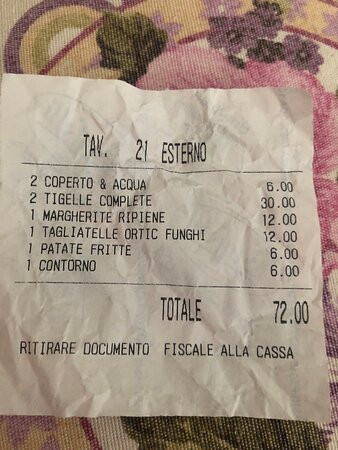 TAV. 21 ESTERNO
2 COPERTO & ACQUA 6.00
2 TIGELLE COMPLETE 30.00
1 MARGHERITE RIPIENE 12.00
1 TAGLIATELLE ORTIC FUNGHI 12.00
1 PATATE FRITTE 6.00
1 CONTORNO 6.00
TOTALE 72.00
RITIRARE DOCUMENTO FISCALE ALLA CASSA